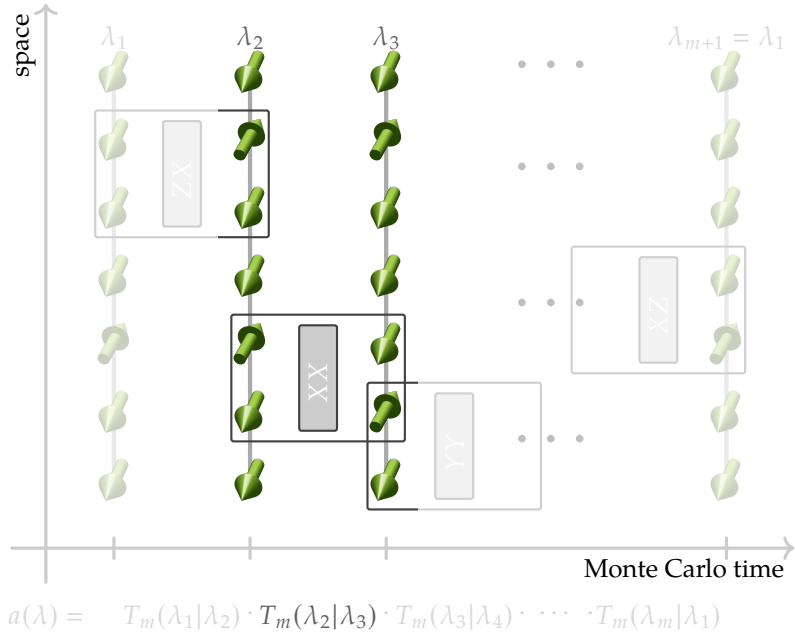 space
λ₁ λ₂ λ₃ λₘ₊₁ = λ₁
ZX
XX
XZ
YY
Monte Carlo time
a(λ) = Tₘ(λ₁|λ₂) · Tₘ(λ₂|λ₃) · Tₘ(λ₃|λ₄) · ⋯ · Tₘ(λₘ|λ₁)